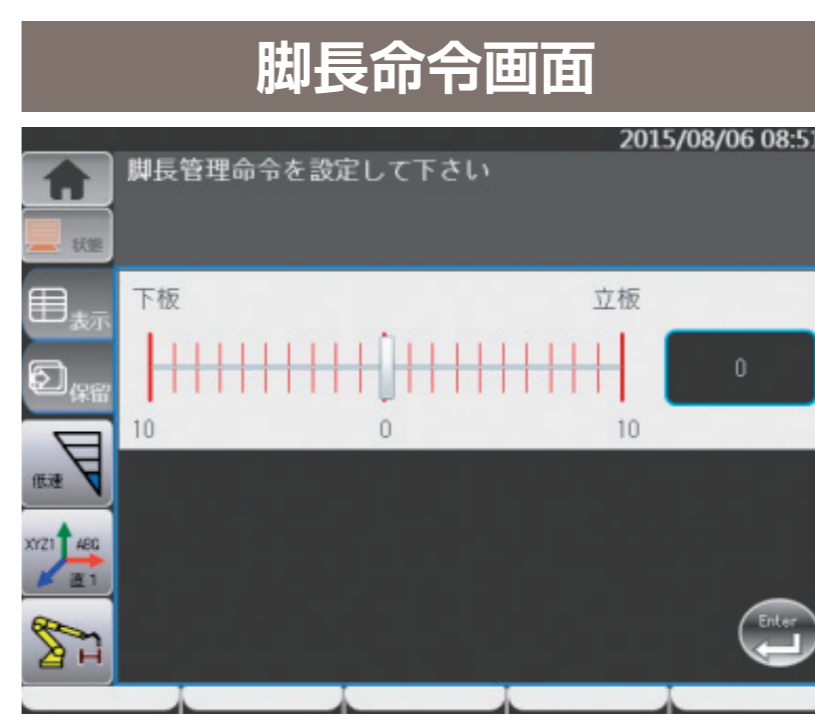 脚長命令画面
2015/08/06 08:51
脚長管理命令を設定して下さい
状態
表示
保留
低速
XYZ1 ABG
直1
下板 立板
0
10 0 10
Enter